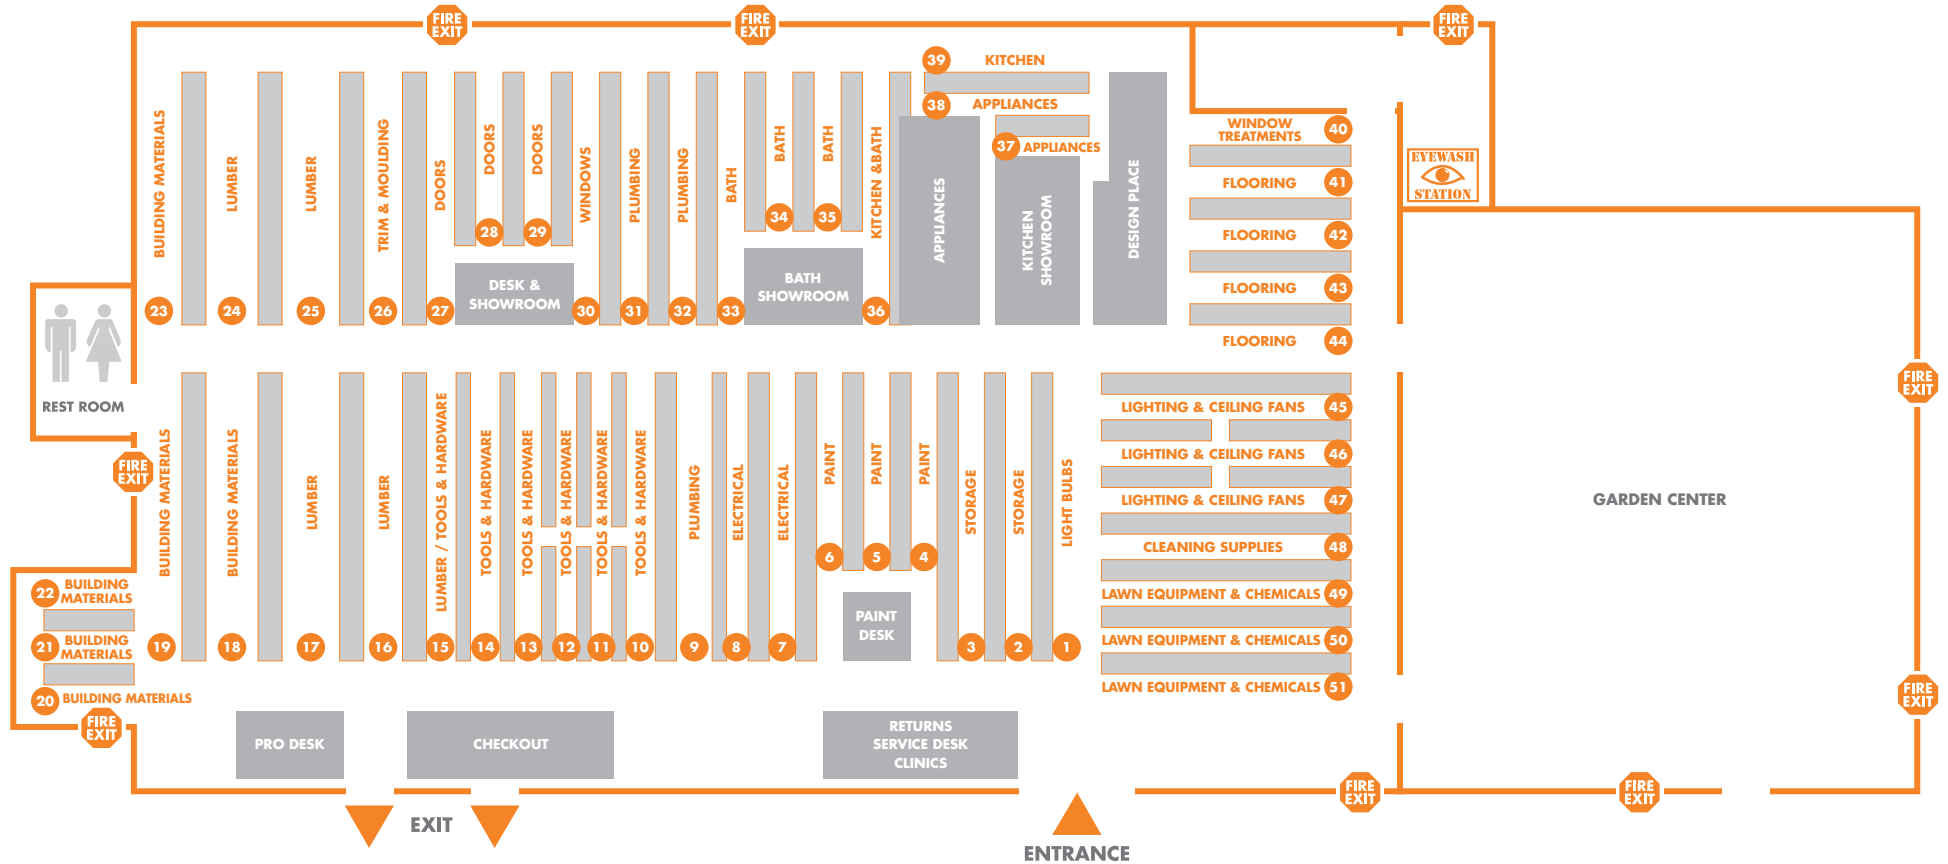 FIRE
EXIT
FIRE
EXIT
FIRE
EXIT
39 KITCHEN
38 APPLIANCES
37 APPLIANCES
BUILDING MATERIALS
23
LUMBER
24
LUMBER
25
TRIM & MOULDING
26
DOORS
27
DOORS
28
DOORS
29
DESK &
SHOWROOM
WINDOWS
30
PLUMBING
31
PLUMBING
32
BATH
33
BATH
34
BATH
35
BATH
SHOWROOM
KITCHEN &BATH
36
APPLIANCES
KITCHEN
SHOWROOM
DESIGN PLACE
WINDOW
TREATMENTS
40
FLOORING 41
FLOORING 42
FLOORING 43
FLOORING 44
EYEWASH
STATION
REST ROOM
FIRE
EXIT
FIRE
EXIT
BUILDING MATERIALS
19
BUILDING MATERIALS
18
LUMBER
17
LUMBER
16
LUMBER / TOOLS & HARDWARE
15
TOOLS & HARDWARE
14
TOOLS & HARDWARE
13
TOOLS & HARDWARE
12
TOOLS & HARDWARE
11
TOOLS & HARDWARE
10
PLUMBING
9
ELECTRICAL
8
ELECTRICAL
7
PAINT
6
PAINT
5
PAINT
4
PAINT
DESK
STORAGE
3
STORAGE
2
LIGHT BULBS
1
LIGHTING & CEILING FANS 45
LIGHTING & CEILING FANS 46
LIGHTING & CEILING FANS 47
CLEANING SUPPLIES 48
LAWN EQUIPMENT & CHEMICALS 49
LAWN EQUIPMENT & CHEMICALS 50
LAWN EQUIPMENT & CHEMICALS 51
GARDEN CENTER
22 BUILDING
MATERIALS
21 BUILDING
MATERIALS
20 BUILDING MATERIALS
FIRE
EXIT
FIRE
EXIT
PRO DESK
CHECKOUT
RETURNS
SERVICE DESK
CLINICS
FIRE
EXIT
FIRE
EXIT
EXIT
ENTRANCE